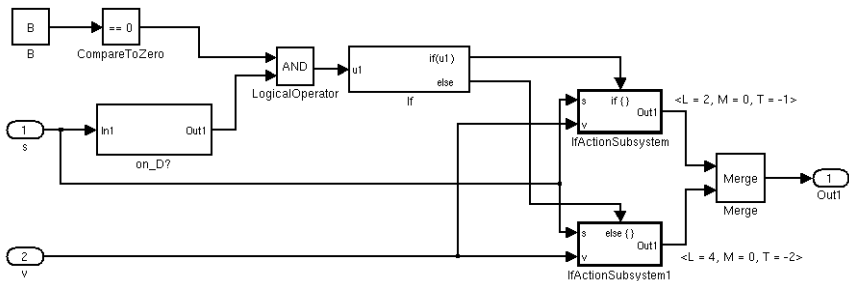 B
B
== 0
CompareToZero
AND
LogicalOperator
u1
if(u1 )
else
If
1
s
In1
Out1
on_D?
s
if { }
Out1
v
IfActionSubsystem
<L = 2, M = 0, T = -1>
Merge
Merge
1
Out1
2
v
s
else { }
Out1
v
IfActionSubsystem1
<L = 4, M = 0, T = -2>